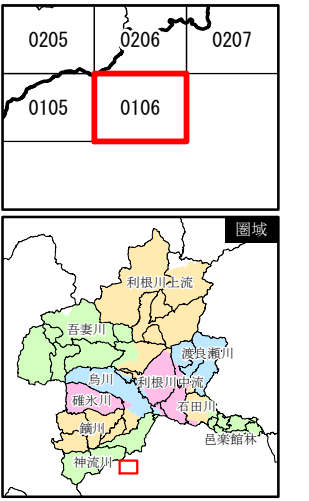 0205 0206 0207
0105 0106
圏域
利根川上流
吾妻川
渡良瀬川
烏川 利根川中流
碓氷川 石田川
鏑川
邑楽館林
神流川